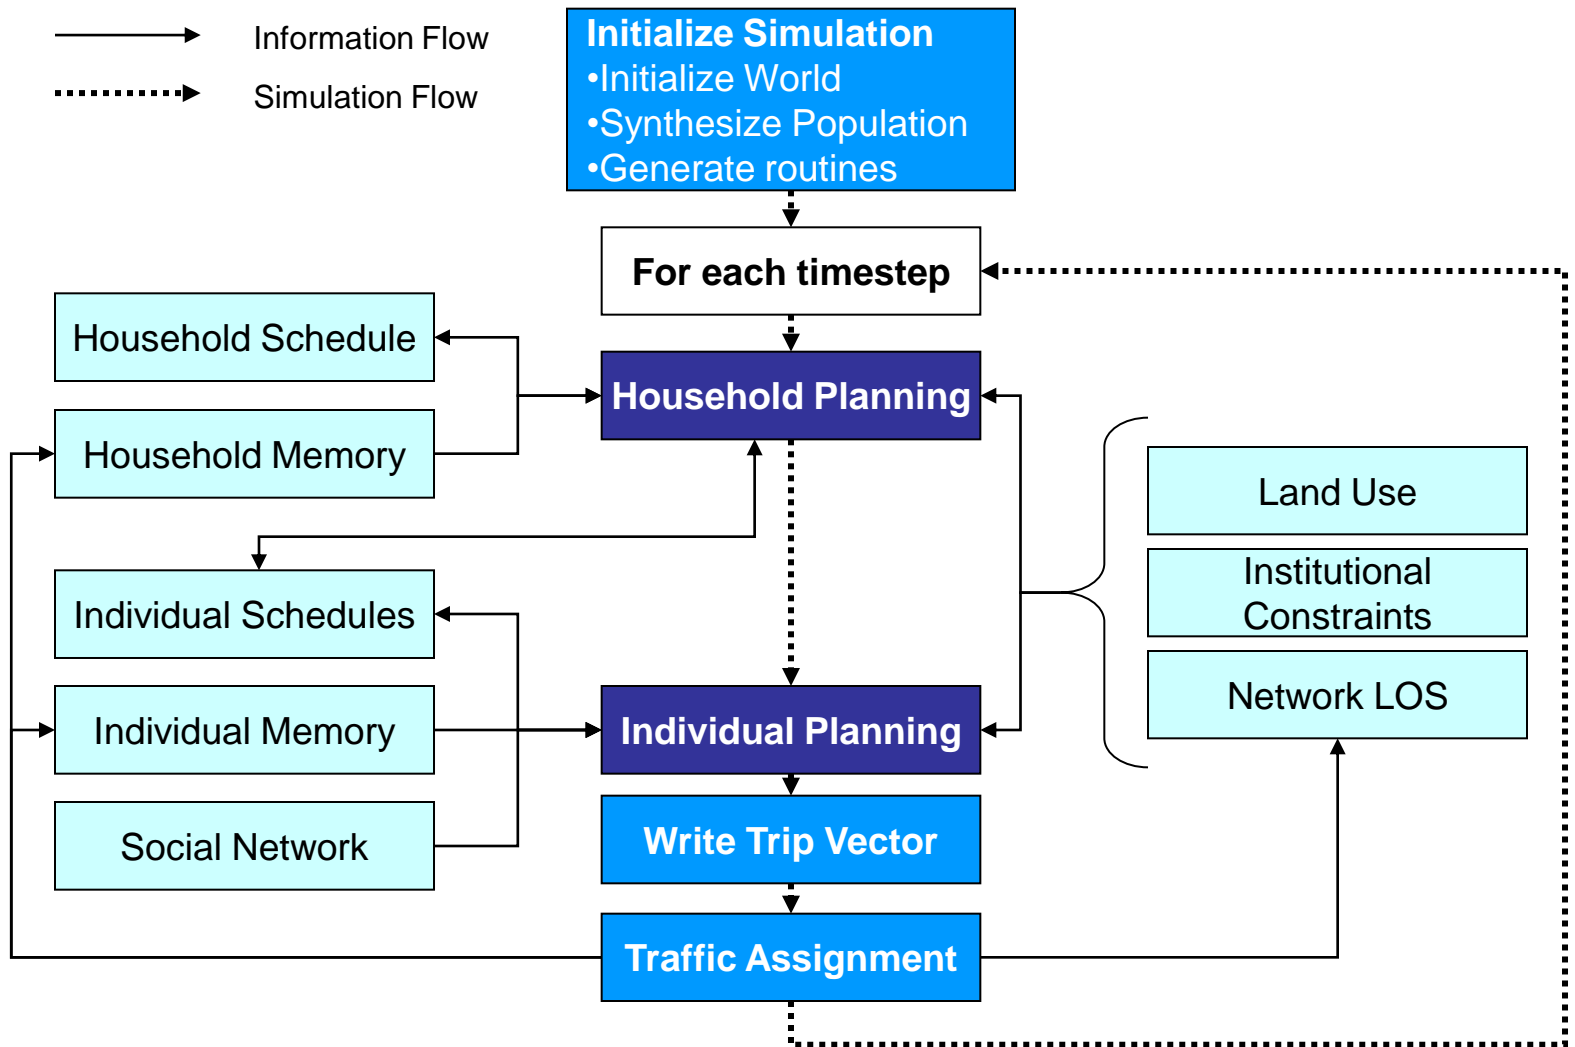 Information Flow
Simulation Flow
Initialize Simulation
•Initialize World
•Synthesize Population
•Generate routines
For each timestep
Household Schedule
Household Planning
Household Memory
Land Use
Institutional
Constraints
Individual Schedules
Network LOS
Individual Memory
Individual Planning
Social Network
Write Trip Vector
Traffic Assignment